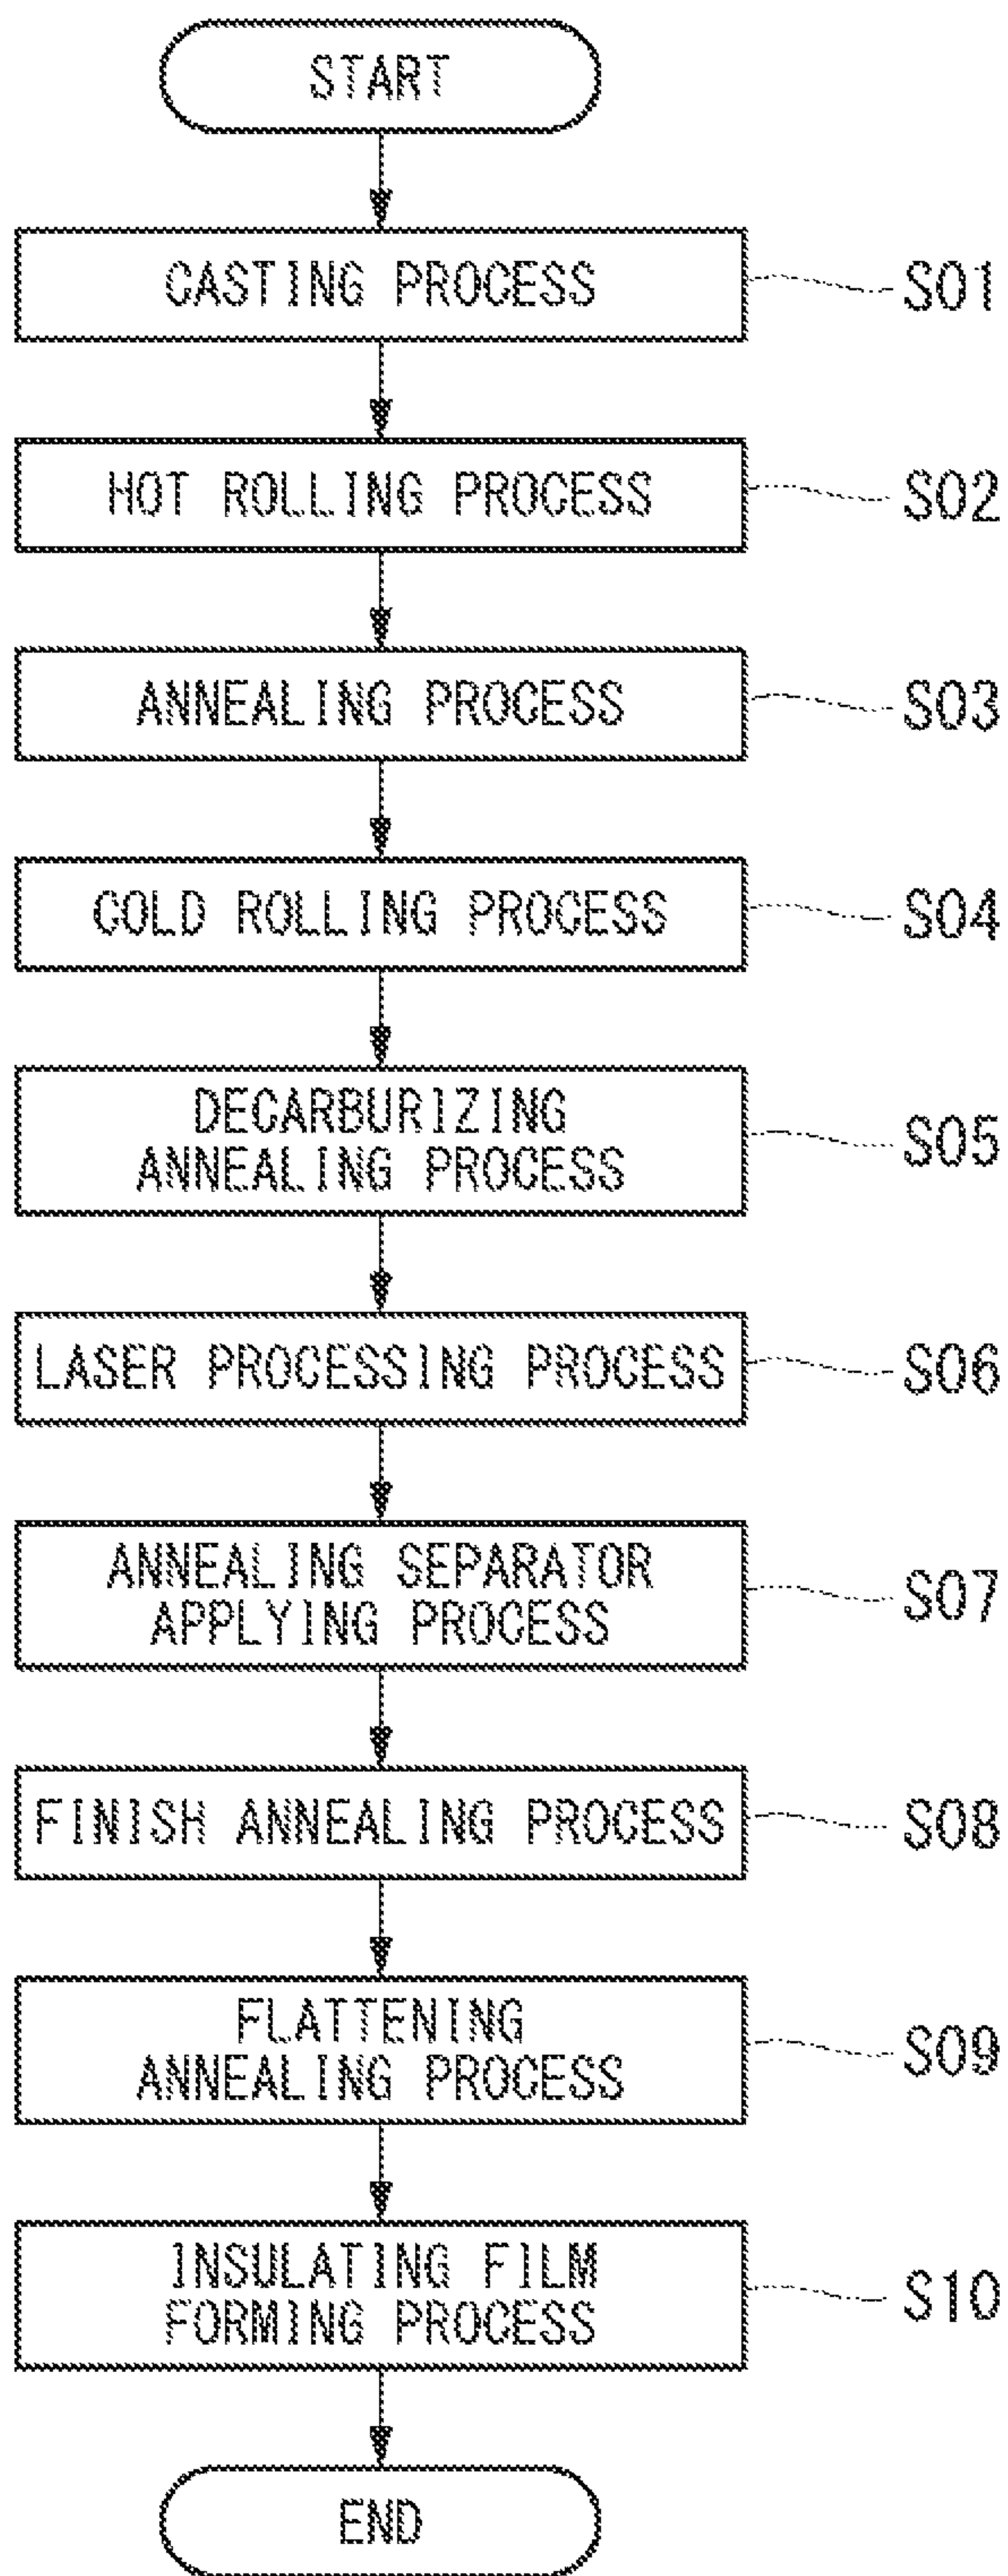 START
CASTING PROCESS
S01
HOT ROLLING PROCESS
S02
ANNEALING PROCESS
S03
COLD ROLLING PROCESS
S04
DECARBURIZING
ANNEALING PROCESS
S05
LASER PROCESSING PROCESS
S06
ANNEALING SEPARATOR
APPLYING PROCESS
S07
FINISH ANNEALING PROCESS
S08
FLATTENING
ANNEALING PROCESS
S09
INSULATING FILM
FORMING PROCESS
S10
END